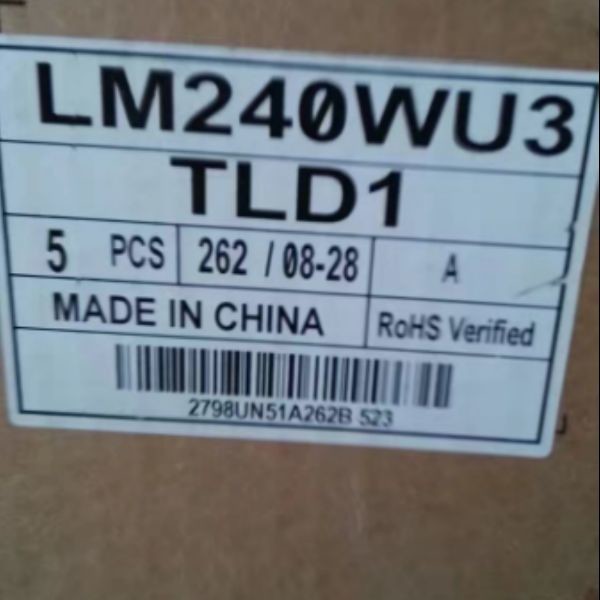 LM240WU3
TLD1
5 PCS 262 / 08-28 A
MADE IN CHINA RoHS Verified
2798UN51A262B 523